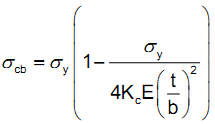 σcb = σy ( 1 − σy / ( 4KcE ( t / b )² ) )